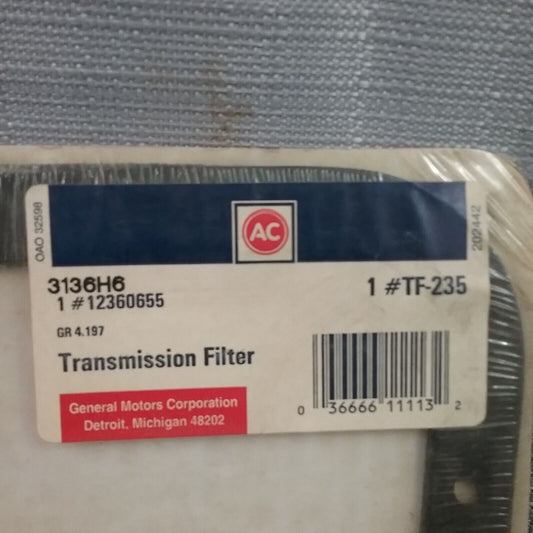 OAO 32598
AC
202442
3136H6
1 #12360655
1 #TF-235
GR 4.197
Transmission Filter
General Motors Corporation
Detroit, Michigan 48202
0 36666 11113 2